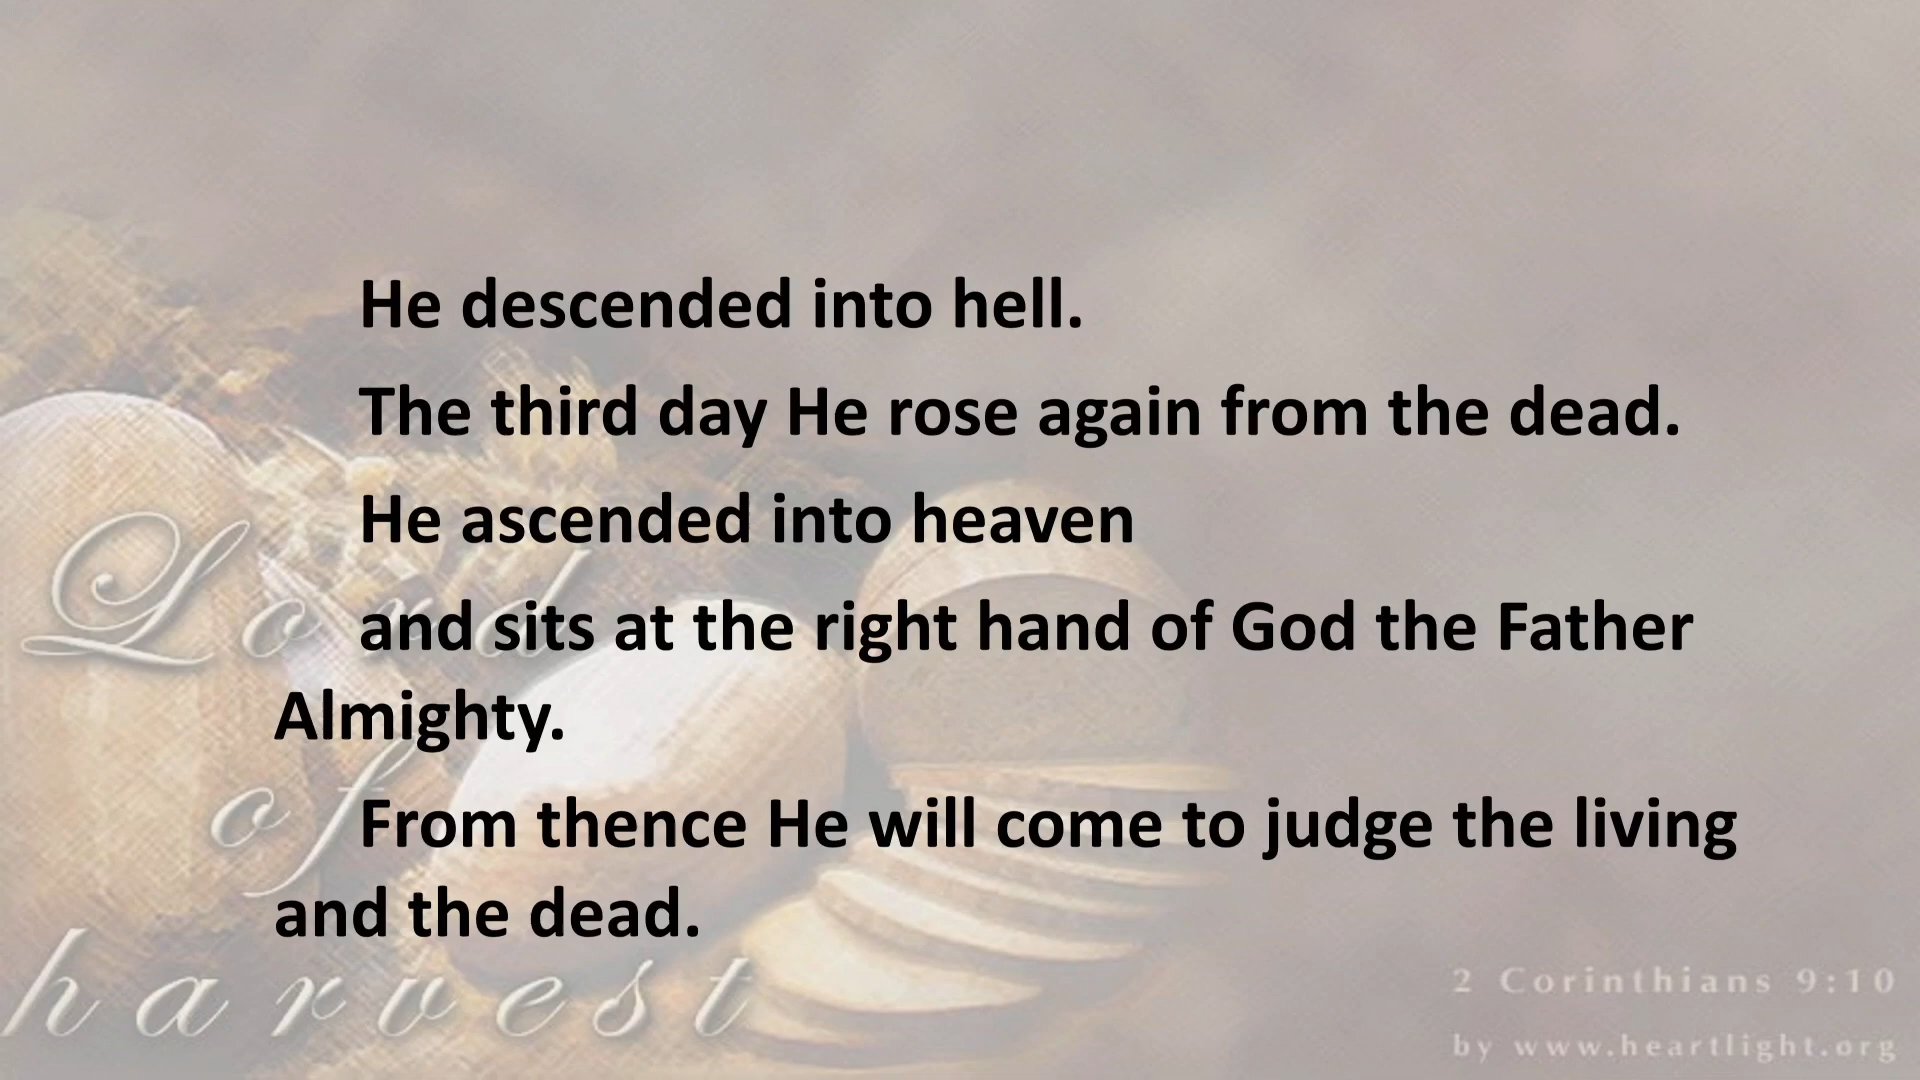 He descended into hell.
The third day He rose again from the dead.
He ascended into heaven
and sits at the right hand of God the Father
Almighty.
From thence He will come to judge the living
and the dead.
Lord
of
harvest
2 Corinthians 9:10
by www.heartlight.org